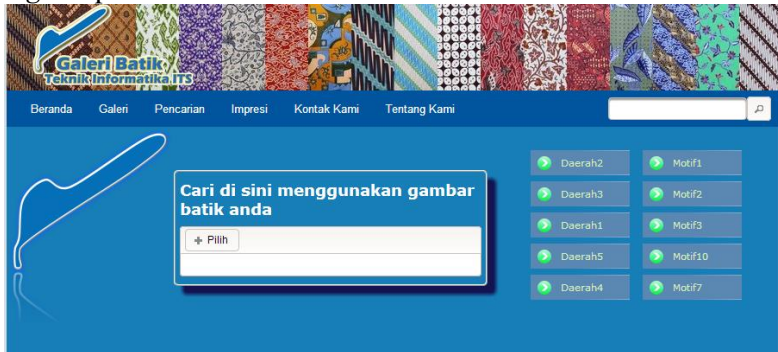 Galeri Batik
Teknik Informatika ITS
Beranda Galeri Pencarian Impresi Kontak Kami Tentang Kami
Cari di sini menggunakan gambar
batik anda
+ Pilih
Daerah2 Motif1
Daerah3 Motif2
Daerah1 Motif3
Daerah5 Motif10
Daerah4 Motif7